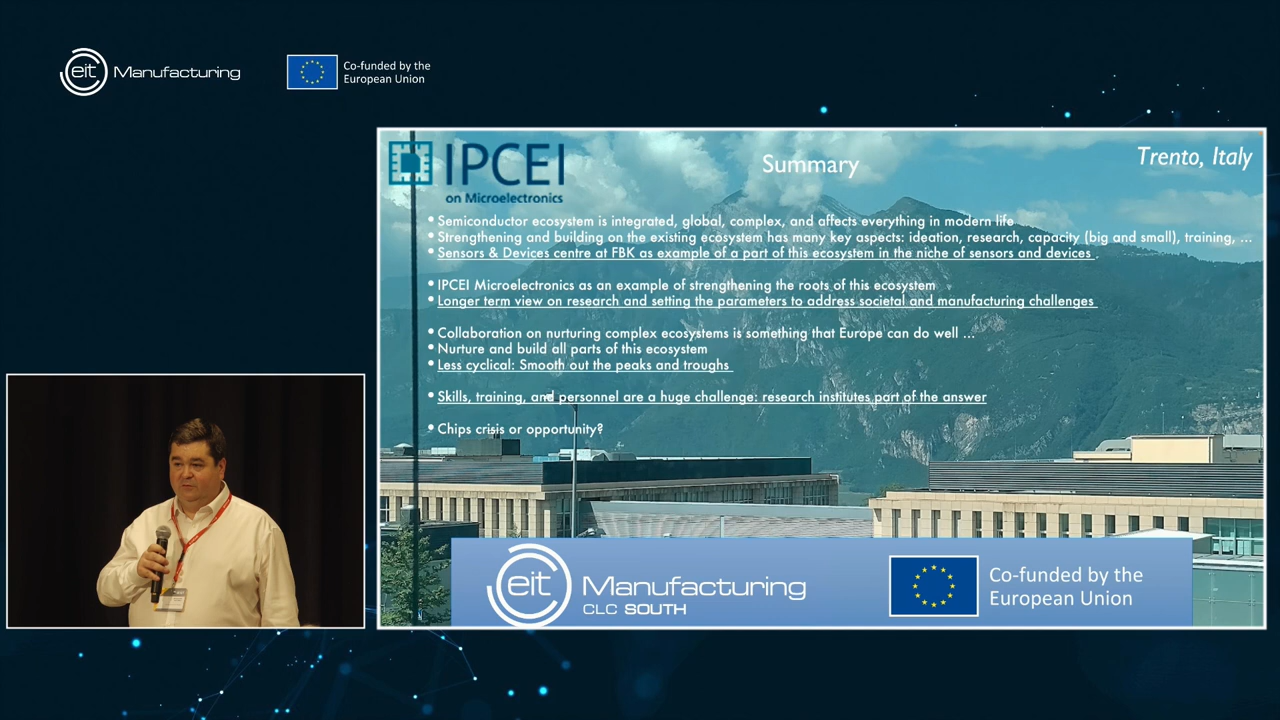 eit Manufacturing
Co-funded by the
European Union
IPCEI
on Microelectronics
Summary
Trento, Italy
• Semiconductor ecosystem is integrated, global, complex, and affects everything in modern life
• Strengthening and building on the existing ecosystem has many key aspects: ideation, research, capacity (big and small), training, ...
• Sensors & Devices centre at FBK as example of a part of this ecosystem in the niche of sensors and devices .
• IPCEI Microelectronics as an example of strengthening the roots of this ecosystem
• Longer term view on research and setting the parameters to address societal and manufacturing challenges
• Collaboration on nurturing complex ecosystems is something that Europe can do well ...
• Nurture and build all parts of this ecosystem
• Less cyclical: Smooth out the peaks and troughs
• Skills, training, and personnel are a huge challenge: research institutes part of the answer
• Chips crisis or opportunity?
eit Manufacturing
CLC SOUTH
Co-funded by the
European Union